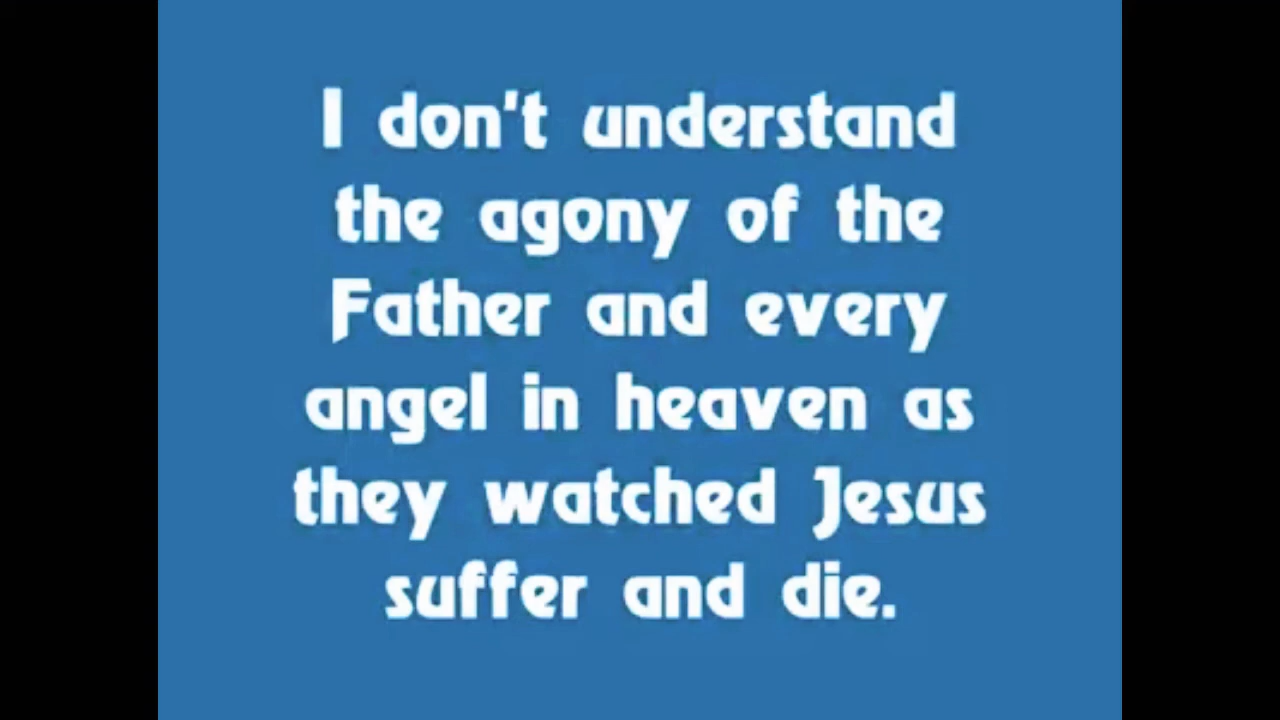 I don't understand
the agony of the
Father and every
angel in heaven as
they watched Jesus
suffer and die.